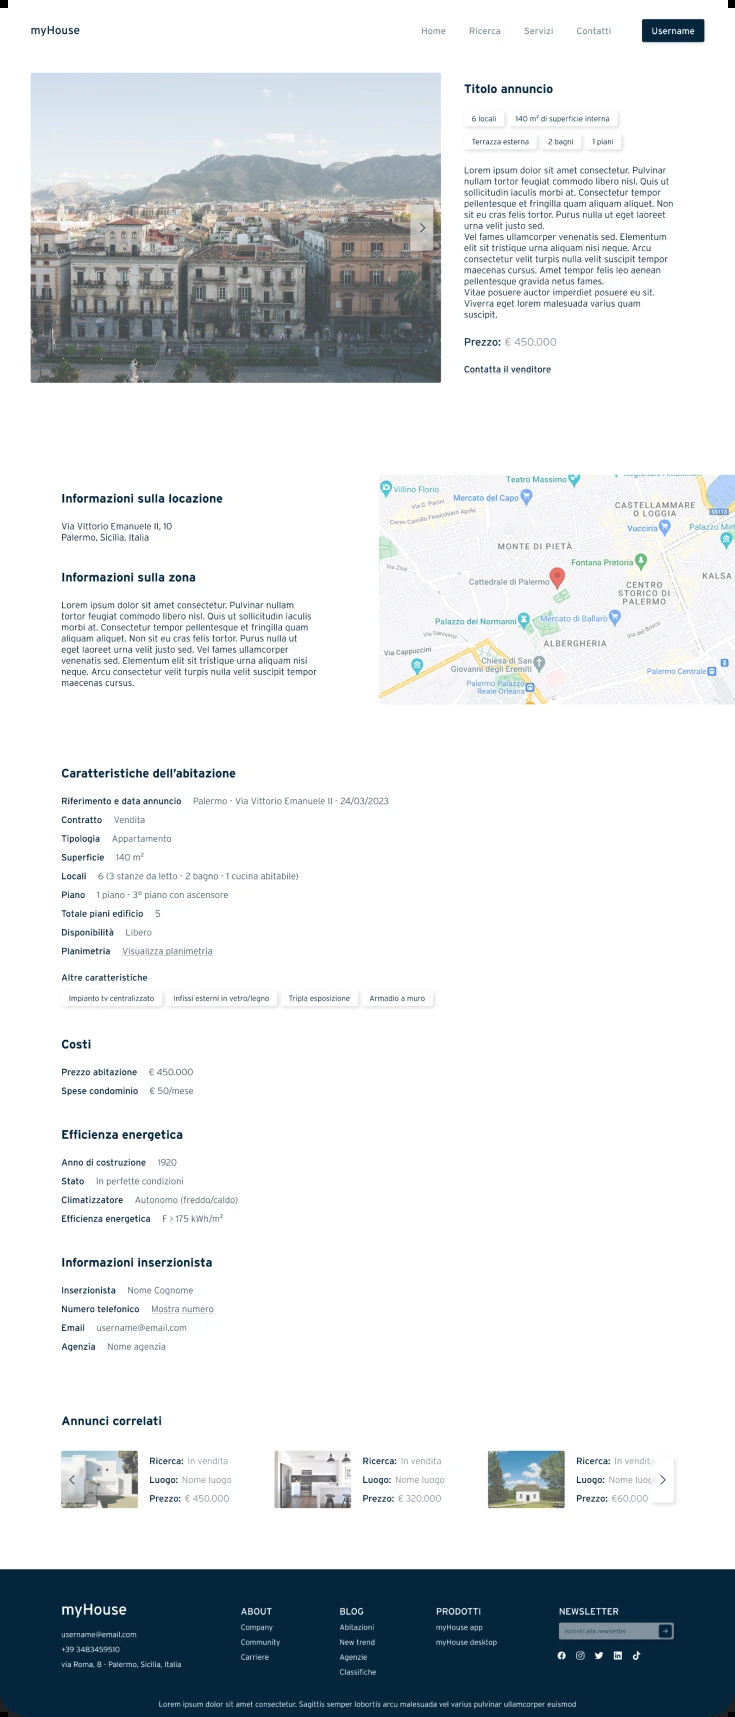 myHouse
Home
Ricerca
Servizi
Contatti
Username
Titolo annuncio
6 locali
140 m² di superficie interna
Terrazza esterna
2 bagni
1 piani
Lorem ipsum dolor sit amet consectetur. Pulvinar
nullam tortor feugiat commodo libero nisl. Quis ut
sollicitudin iaculis morbi at. Consectetur tempor
pellentesque et fringilla quam aliquam aliquet. Non
sit eu cras felis tortor. Purus nulla ut eget laoreet
urna velit justo sed.
Vel fames ullamcorper venenatis sed. Elementum
elit sit tristique urna aliquam nisi neque. Arcu
consectetur velit turpis nulla velit suscipit tempor
maecenas cursus. Amet tempor felis leo aenean
pellentesque gravida netus fames.
Vitae posuere auctor imperdiet posuere eu sit.
Viverra eget lorem malesuada varius quam
suscipit.
Prezzo: € 450.000
Contatta il venditore
Informazioni sulla locazione
Via Vittorio Emanuele II, 10
Palermo, Sicilia, Italia
Informazioni sulla zona
Lorem ipsum dolor sit amet consectetur. Pulvinar nullam
tortor feugiat commodo libero nisl. Quis ut sollicitudin iaculis
morbi at. Consectetur tempor pellentesque et fringilla quam
aliquam aliquet. Non sit eu cras felis tortor. Purus nulla ut
eget laoreet urna velit justo sed. Vel fames ullamcorper
venenatis sed. Elementum elit sit tristique urna aliquam nisi
neque. Arcu consectetur velit turpis nulla velit suscipit tempor
maecenas cursus.
Teatro Massimo
Villino Florio
Mercato del Capo
Via G. Pacini
Corso Camillo Finocchiaro Aprile
CASTELLAMMARE
O LOGGIA
SS113
Vucciria
Palazzo Mirt
MONTE DI PIETÀ
Fontana Pretoria
Via Zisa
Cattedrale di Palermo
KALSA
CENTRO
STORICO DI
PALERMO
Palazzo dei Normanni
Mercato di Ballarò
Via Danisinni
Via del Bosco
ALBERGHERIA
Via Cappuccini
Chiesa di San
Giovanni degli Eremiti
Palermo Centrale
Palermo Palazzo
Reale-Orleans
Caratteristiche dell’abitazione
Riferimento e data annuncio Palermo - Via Vittorio Emanuele II - 24/03/2023
Contratto Vendita
Tipologia Appartamento
Superficie 140 m²
Locali 6 (3 stanze da letto - 2 bagno - 1 cucina abitabile)
Piano 1 piano - 3° piano con ascensore
Totale piani edificio 5
Disponibilità Libero
Planimetria Visualizza planimetria
Altre caratteristiche
Impianto tv centralizzato
Infissi esterni in vetro/legno
Tripla esposizione
Armadio a muro
Costi
Prezzo abitazione € 450.000
Spese condominio € 50/mese
Efficienza energetica
Anno di costruzione 1920
Stato In perfette condizioni
Climatizzatore Autonomo (freddo/caldo)
Efficienza energetica F > 175 kWh/m²
Informazioni inserzionista
Inserzionista Nome Cognome
Numero telefonico Mostra numero
Email username@email.com
Agenzia Nome agenzia
Annunci correlati
Ricerca: In vendita
Luogo: Nome luogo
Prezzo: € 450.000
Ricerca: In vendita
Luogo: Nome luogo
Prezzo: € 320.000
Ricerca: In vendit
Luogo: Nome luog
Prezzo: €60.000
myHouse
username@email.com
+39 3483459510
via Roma, 8 - Palermo, Sicilia, Italia
ABOUT
Company
Community
Carriere
BLOG
Abitazioni
New trend
Agenzie
Classifiche
PRODOTTI
myHouse app
myHouse desktop
NEWSLETTER
Iscriviti alla newsletter
Lorem ipsum dolor sit amet consectetur. Sagittis semper lobortis arcu malesuada vel varius pulvinar ullamcorper euismod